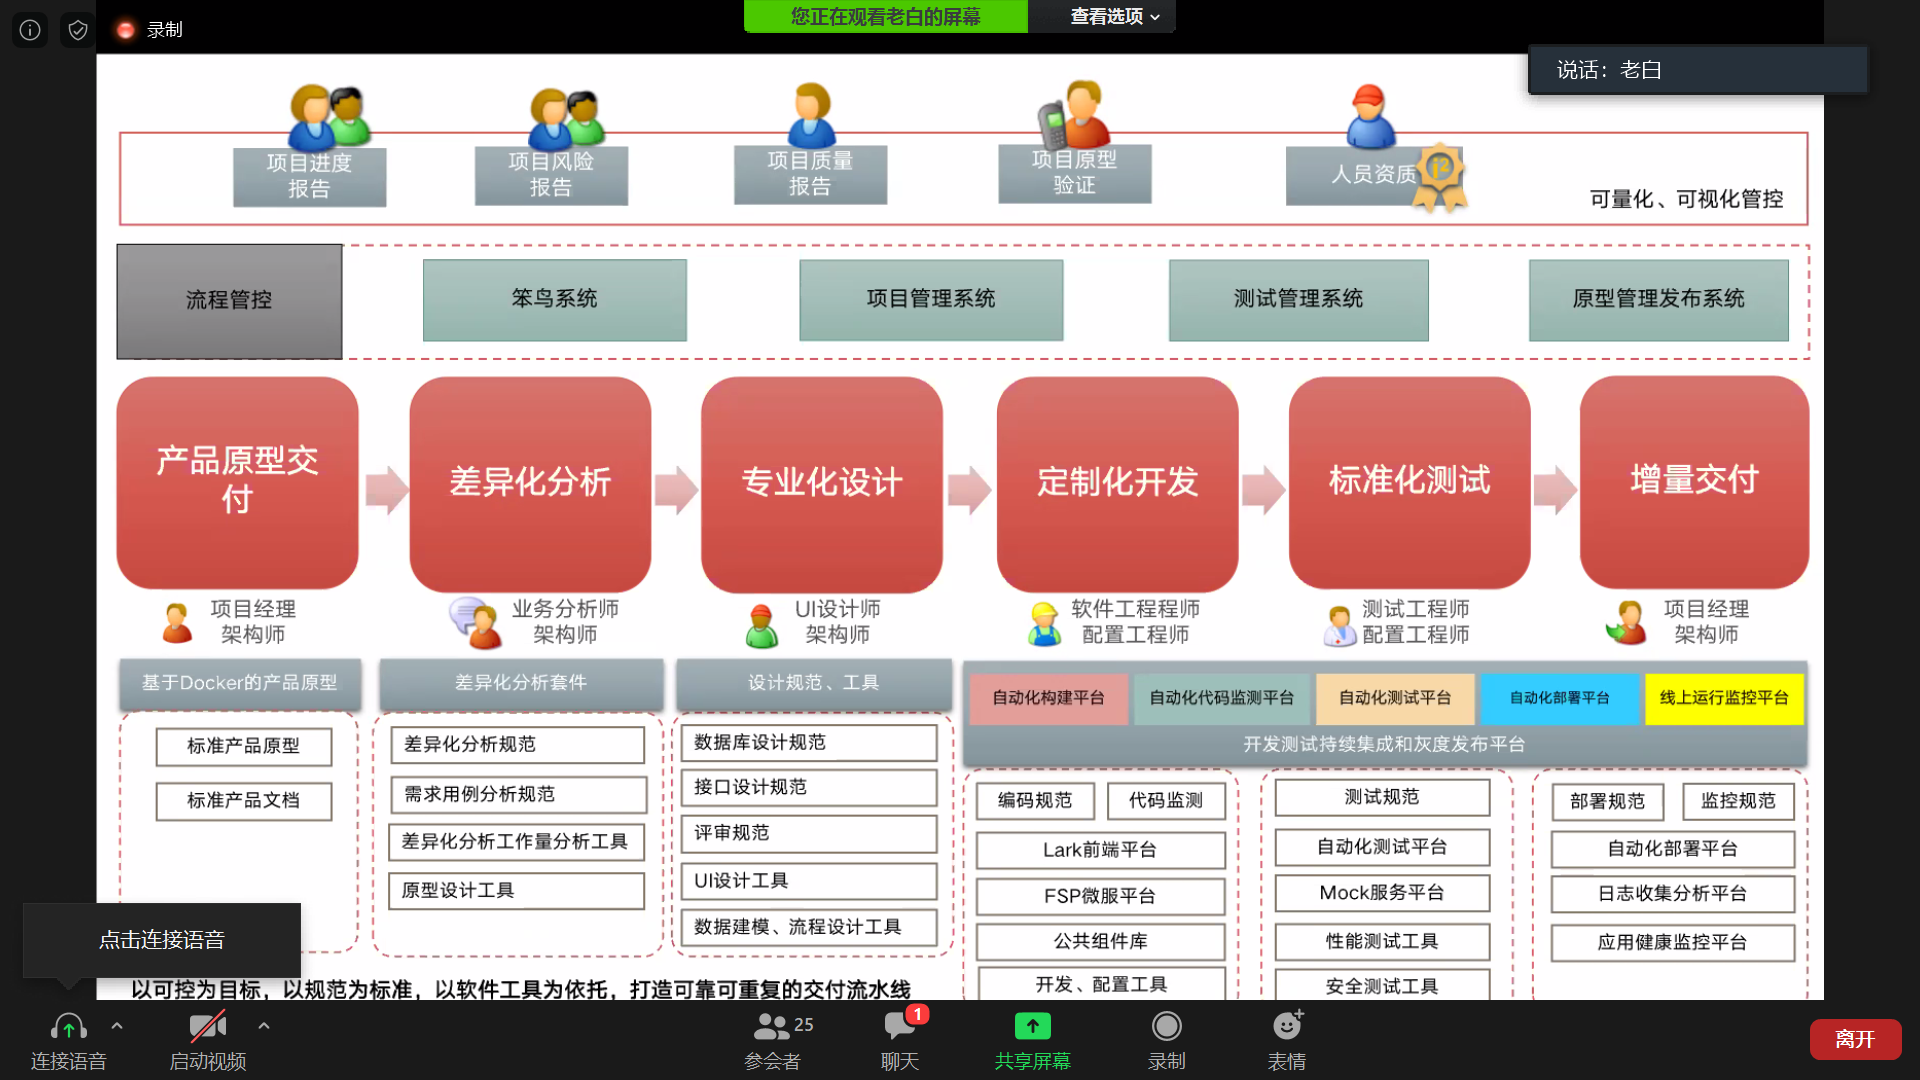 录制
您正在观看老白的屏幕
查看选项
说话：老白
项目进度
报告
项目风险
报告
项目质量
报告
项目原型
验证
人员资质
i2
可量化、可视化管控
流程管控
笨鸟系统
项目管理系统
测试管理系统
原型管理发布系统
产品原型交
付
差异化分析
专业化设计
定制化开发
标准化测试
增量交付
项目经理
架构师
业务分析师
架构师
UI设计师
架构师
软件工程程师
配置工程师
测试工程师
配置工程师
项目经理
架构师
基于Docker的产品原型
差异化分析套件
设计规范、工具
自动化构建平台
自动化代码监测平台
自动化测试平台
自动化部署平台
线上运行监控平台
开发测试持续集成和灰度发布平台
标准产品原型
标准产品文档
差异化分析规范
需求用例分析规范
差异化分析工作量分析工具
原型设计工具
数据库设计规范
接口设计规范
评审规范
UI设计工具
数据建模、流程设计工具
编码规范
代码监测
Lark前端平台
FSP微服平台
公共组件库
开发、配置工具
测试规范
自动化测试平台
Mock服务平台
性能测试工具
安全测试工具
部署规范
监控规范
自动化部署平台
日志收集分析平台
应用健康监控平台
点击连接语音
以可控为目标，以规范为标准，以软件工具为依托，打造可靠可重复的交付流水线
连接语音
启动视频
25
参会者
1
聊天
共享屏幕
录制
表情
离开